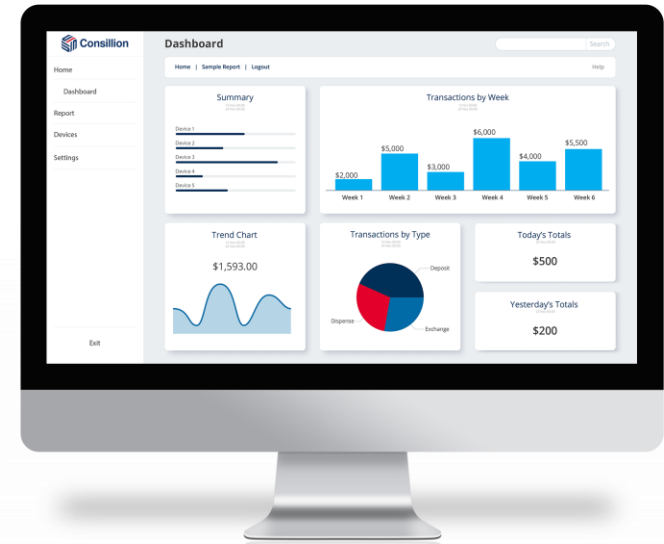 Consillion
Dashboard
Search
Home
Dashboard
Report
Devices
Settings
Exit
Home | Sample Report | Logout
Help
Summary
Device 1
Device 2
Device 3
Device 4
Device 5
Transactions by Week
$2,000
$5,000
$3,000
$6,000
$4,000
$5,500
Week 1
Week 2
Week 3
Week 4
Week 5
Week 6
Trend Chart
$1,593.00
Transactions by Type
Deposit
Dispense
Exchange
Today's Totals
$500
Yesterday's Totals
$200